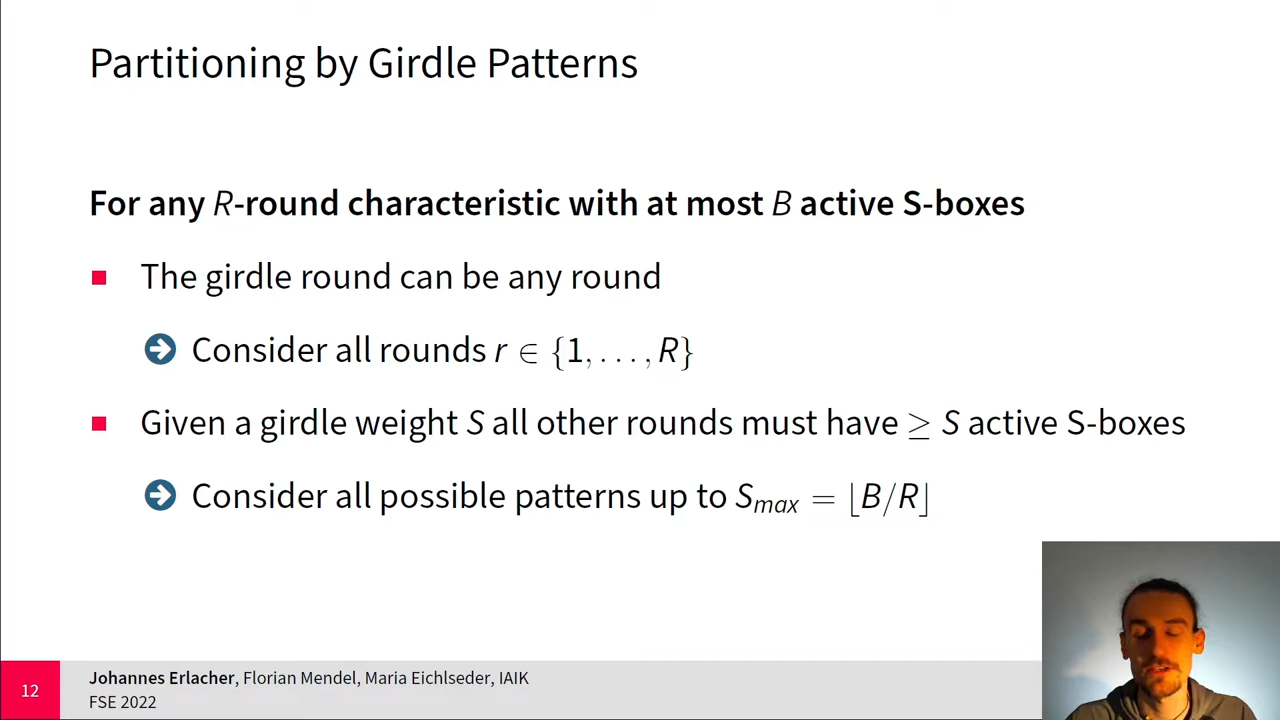 Partitioning by Girdle Patterns
For any R-round characteristic with at most B active S-boxes
The girdle round can be any round
Consider all rounds r ∈ {1, . . . , R}
Given a girdle weight S all other rounds must have ≥ S active S-boxes
Consider all possible patterns up to Smax = ⌊B/R⌋
12
Johannes Erlacher, Florian Mendel, Maria Eichlseder, IAIK
FSE 2022